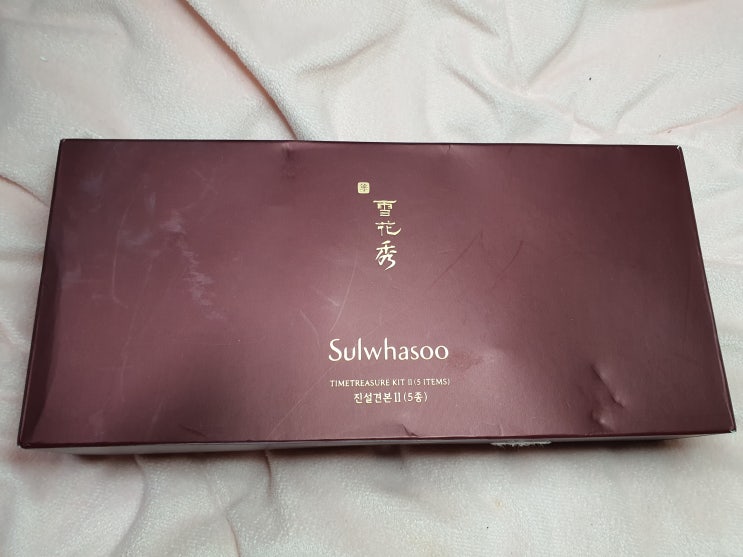 雪花秀
Sulwhasoo
TIMETREASURE KIT II (5 ITEMS)
진설견본 II (5종)